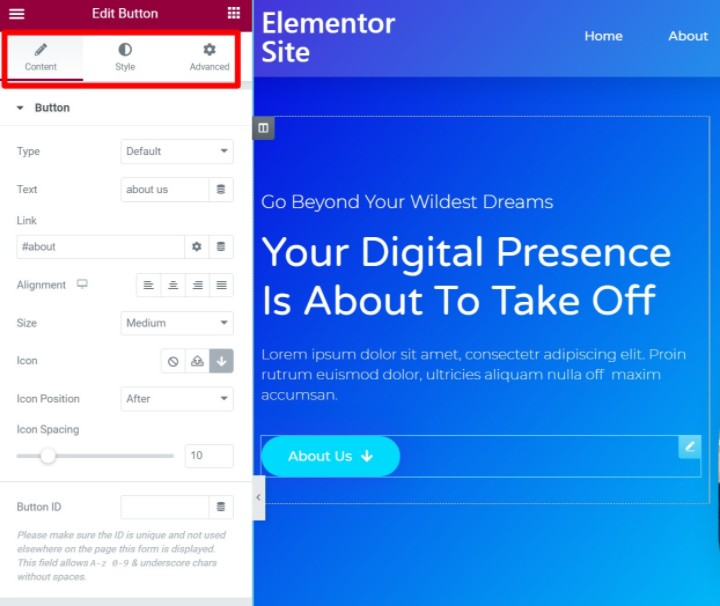 Edit Button
Content
Style
Advanced
Button
Type
Default
Text
about us
Link
#about
Alignment
Size
Medium
Icon
Icon Position
After
Icon Spacing
10
Button ID
Please make sure the ID is unique and not used
elsewhere on the page this form is displayed.
This field allows A-z 0-9 & underscore chars
without spaces.
Elementor
Site
Home
About
Go Beyond Your Wildest Dreams
Your Digital Presence
Is About To Take Off
Lorem ipsum dolor sit amet, consectetr adipiscing elit. Proin
rutrum euismod dolor, ultricies aliquam nulla off maxim
accumsan.
About Us